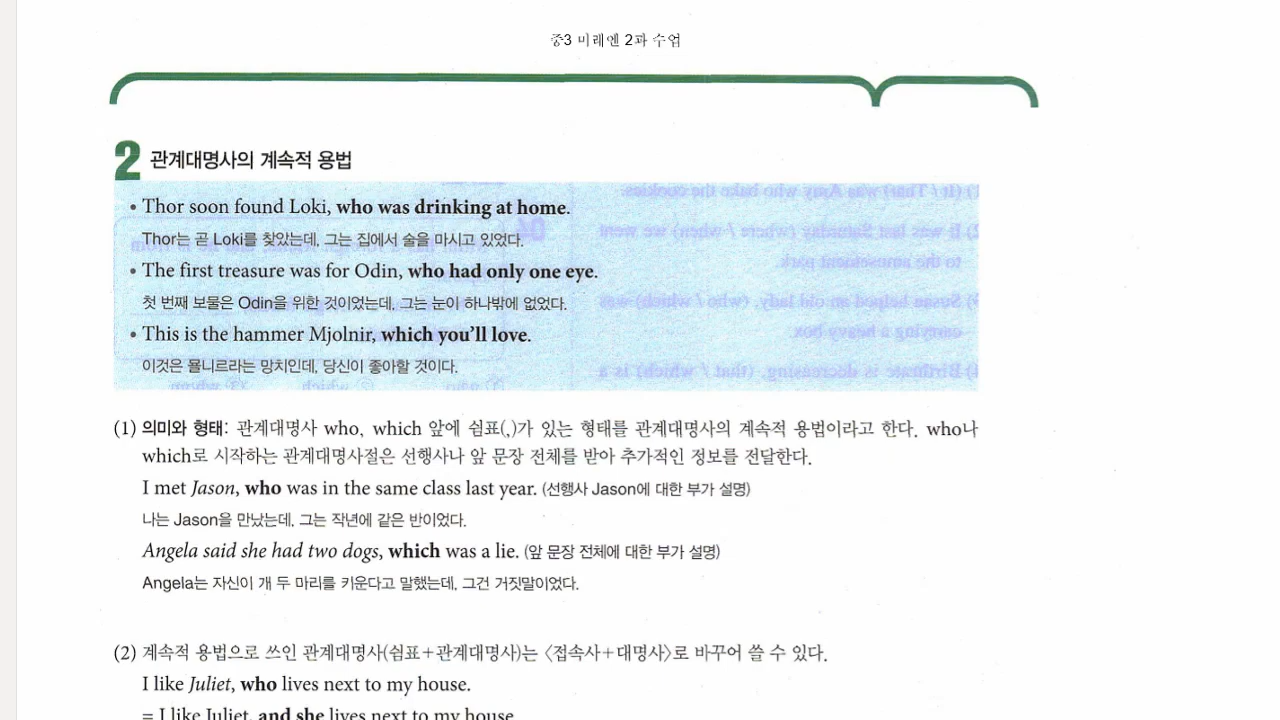 중3 미래엔 2과 수업
2 관계대명사의 계속적 용법
• Thor soon found Loki, who was drinking at home.
Thor는 곧 Loki를 찾았는데, 그는 집에서 술을 마시고 있었다.
• The first treasure was for Odin, who had only one eye.
첫 번째 보물은 Odin을 위한 것이었는데, 그는 눈이 하나밖에 없었다.
• This is the hammer Mjolnir, which you'll love.
이것은 묠니르라는 망치인데, 당신이 좋아할 것이다.
(1) 의미와 형태: 관계대명사 who, which 앞에 쉼표(,)가 있는 형태를 관계대명사의 계속적 용법이라고 한다. who나
which로 시작하는 관계대명사절은 선행사나 앞 문장 전체를 받아 추가적인 정보를 전달한다.
I met Jason, who was in the same class last year. (선행사 Jason에 대한 부가 설명)
나는 Jason을 만났는데, 그는 작년에 같은 반이었다.
Angela said she had two dogs, which was a lie. (앞 문장 전체에 대한 부가 설명)
Angela는 자신이 개 두 마리를 키운다고 말했는데, 그건 거짓말이었다.
(2) 계속적 용법으로 쓰인 관계대명사(쉼표+관계대명사)는 〈접속사+대명사〉로 바꾸어 쓸 수 있다.
I like Juliet, who lives next to my house.
= I like Juliet, and she lives next to my house.